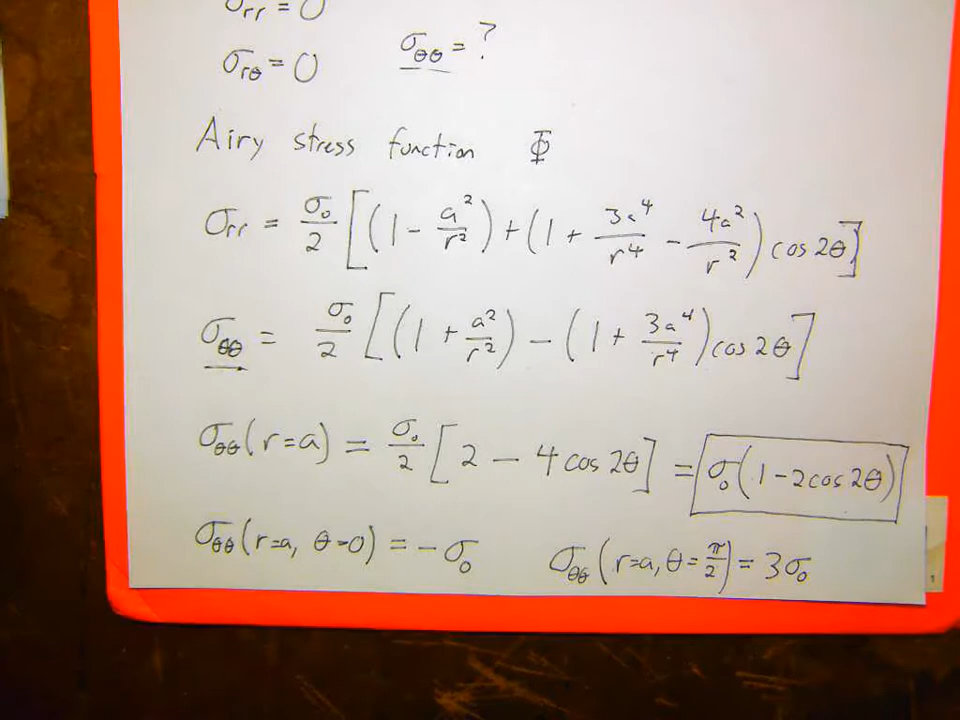 σrr = 0
σrθ = 0 σθθ = ?
Airy stress function Φ
σrr = σ₀/2 [(1 - a²/r²) + (1 + 3a⁴/r⁴ - 4a²/r²) cos 2θ]
σθθ = σ₀/2 [(1 + a²/r²) - (1 + 3a⁴/r⁴) cos 2θ]
σθθ(r=a) = σ₀/2 [2 - 4 cos 2θ] = σ₀(1 - 2cos 2θ)
σθθ(r=a, θ=0) = -σ₀ σθθ(r=a, θ=π/2) = 3σ₀
1